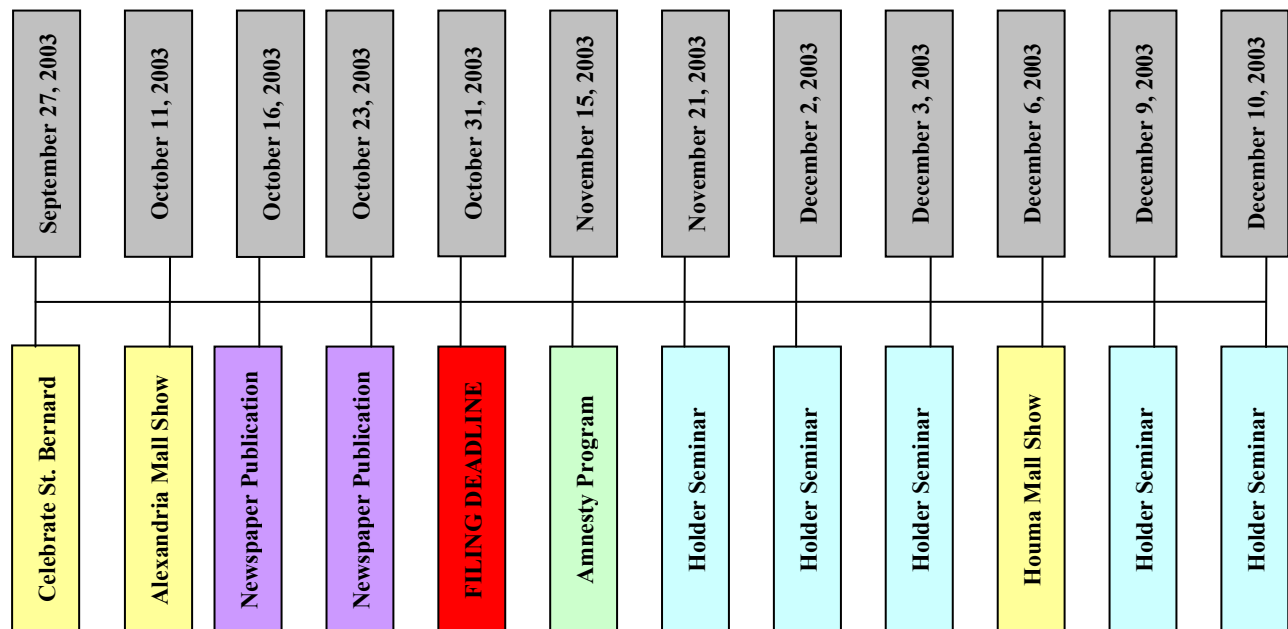 September 27, 2003
October 11, 2003
October 16, 2003
October 23, 2003
October 31, 2003
November 15, 2003
November 21, 2003
December 2, 2003
December 3, 2003
December 6, 2003
December 9, 2003
December 10, 2003
Celebrate St. Bernard
Alexandria Mall Show
Newspaper Publication
Newspaper Publication
FILING DEADLINE
Amnesty Program
Holder Seminar
Holder Seminar
Holder Seminar
Houma Mall Show
Holder Seminar
Holder Seminar